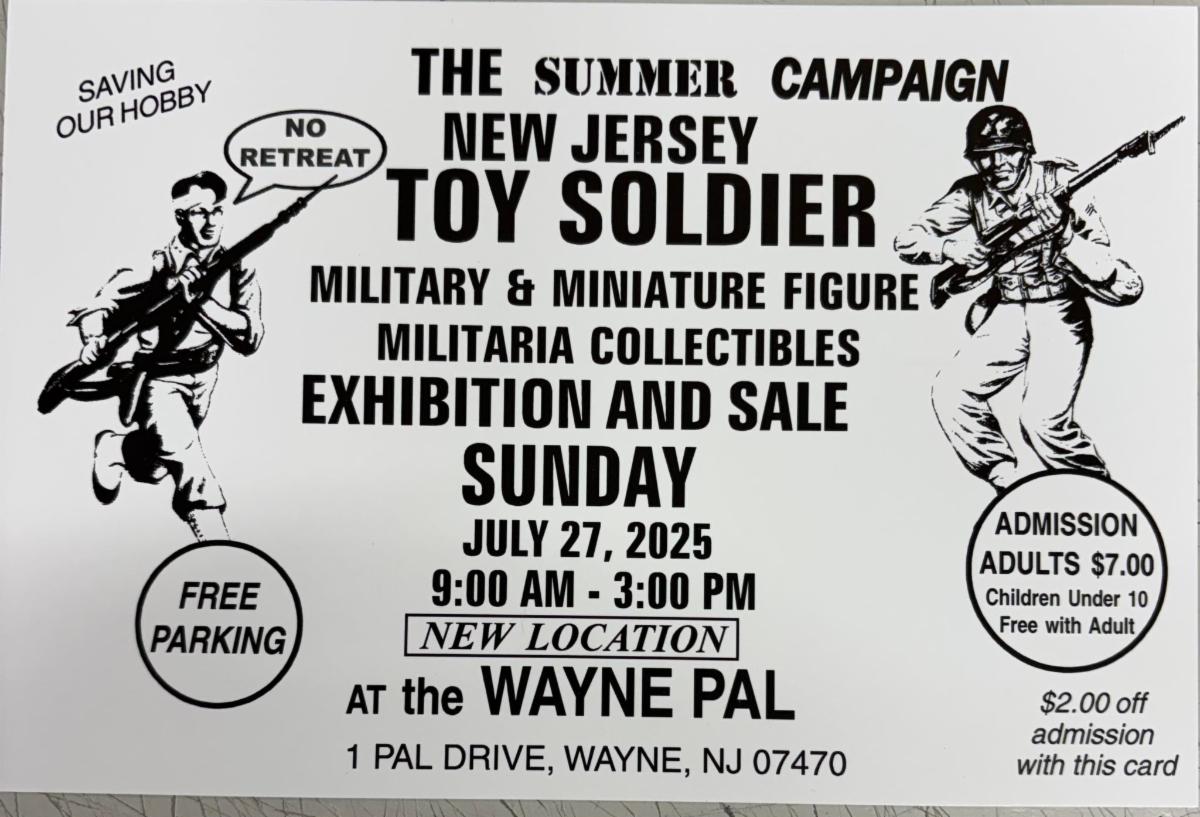 SAVING
OUR HOBBY
NO
RETREAT
THE SUMMER CAMPAIGN
NEW JERSEY
TOY SOLDIER
MILITARY & MINIATURE FIGURE
MILITARIA COLLECTIBLES
EXHIBITION AND SALE
SUNDAY
JULY 27, 2025
9:00 AM - 3:00 PM
NEW LOCATION
AT the WAYNE PAL
1 PAL DRIVE, WAYNE, NJ 07470
FREE
PARKING
ADMISSION
ADULTS $7.00
Children Under 10
Free with Adult
$2.00 off
admission
with this card